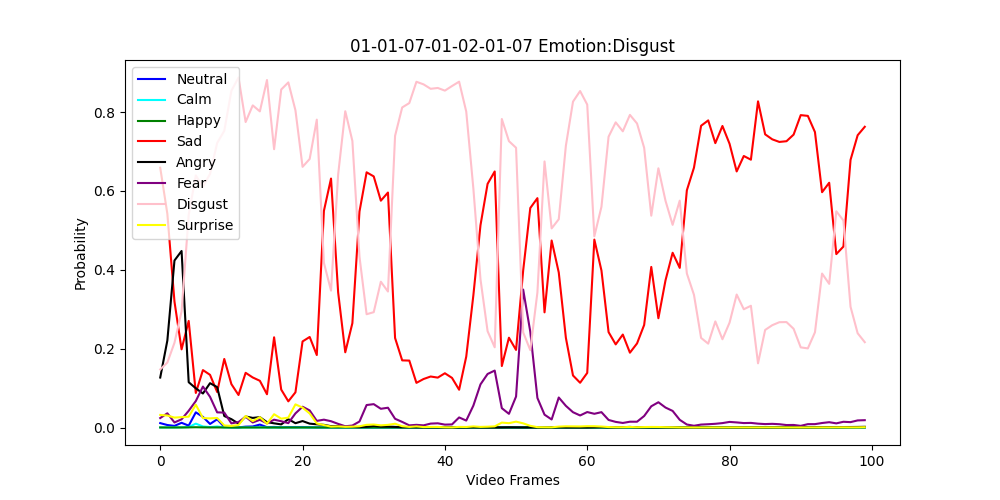 01-01-07-01-02-01-07 Emotion:Disgust
Neutral
Calm
Happy
Sad
Angry
Fear
Disgust
Surprise
Probability
0.8
0.6
0.4
0.2
0.0
0 20 40 60 80 100
Video Frames